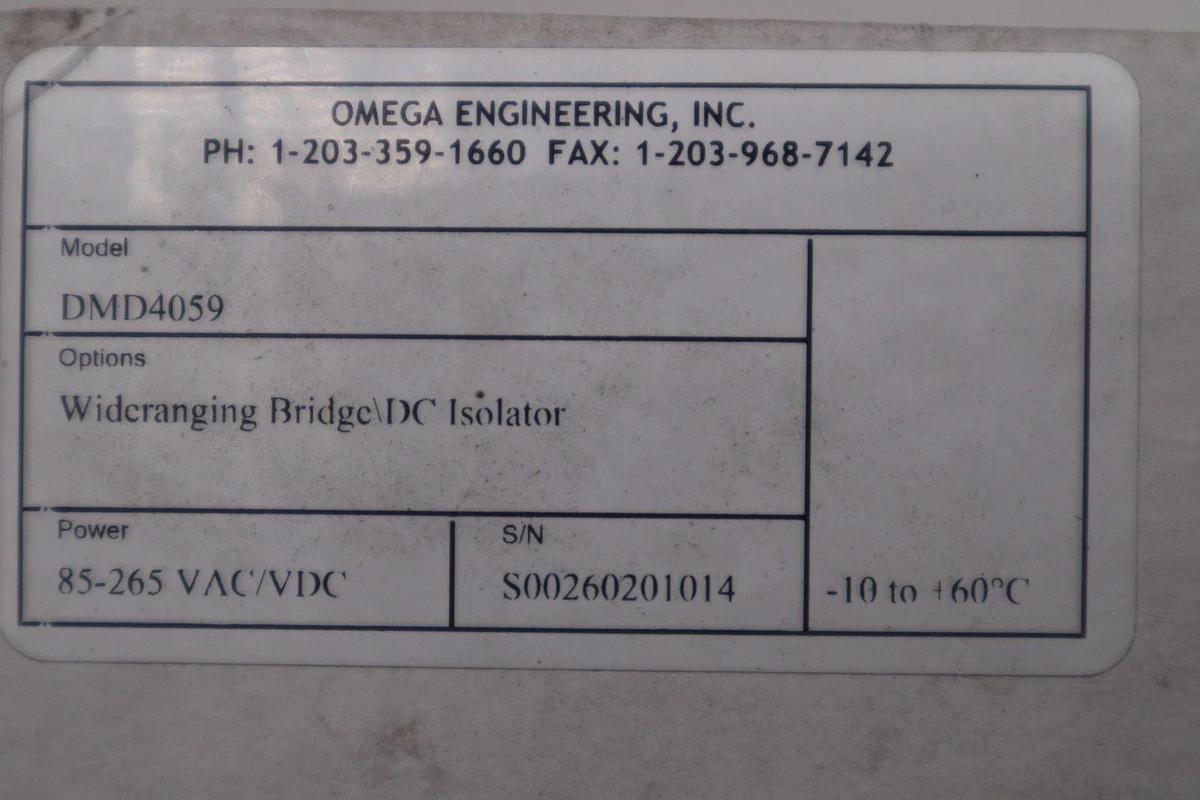 OMEGA ENGINEERING, INC.
PH: 1-203-359-1660 FAX: 1-203-968-7142
Model
DMD4059
Options
Wideranging Bridge\DC Isolator
Power
85-265 VAC/VDC
S/N
S00260201014
-10 to +60°C